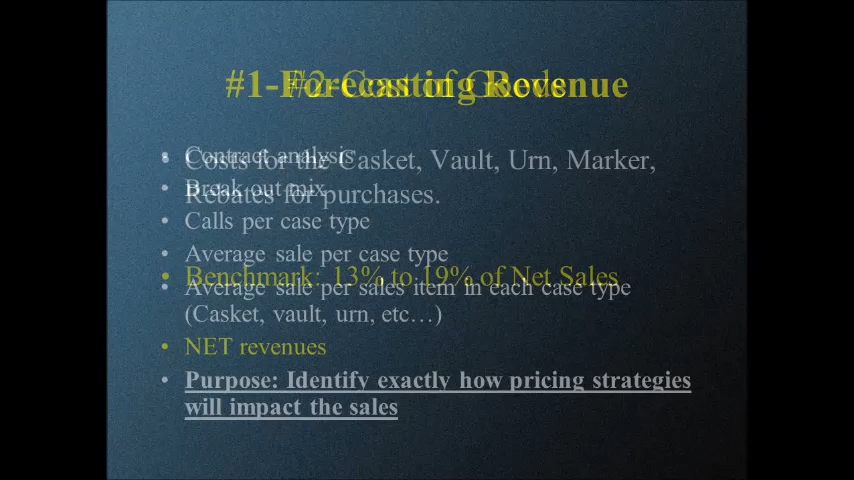 #1-Forecasting Revenue
• Contract analysis
• Break out mix
• Calls per case type
• Average sale per case type
• Average sale per sales item in each case type
(Casket, vault, urn, etc…)
• NET revenues
• Purpose: Identify exactly how pricing strategies
will impact the sales
#2-Cost of Goods
• Costs for the Casket, Vault, Urn, Marker,
Rebates for purchases.
• Benchmark: 13% to 19% of Net Sales